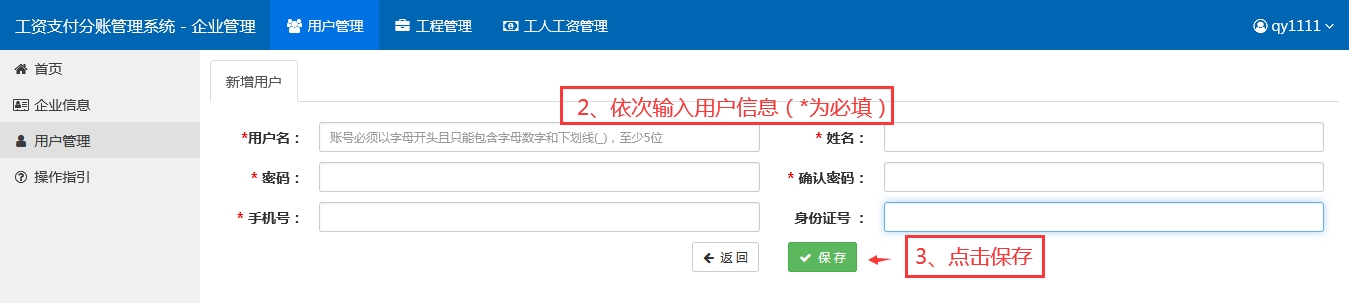 工资支付分账管理系统 - 企业管理 用户管理 工程管理 工人工资管理 qy1111
首页
企业信息
用户管理
操作指引
新增用户
2、依次输入用户信息（*为必填）
*用户名： 账号必须以字母开头且只能包含字母数字和下划线(_)，至少5位 * 姓名：
* 密码： * 确认密码：
* 手机号： 身份证号 ：
返 回 保 存 3、点击保存